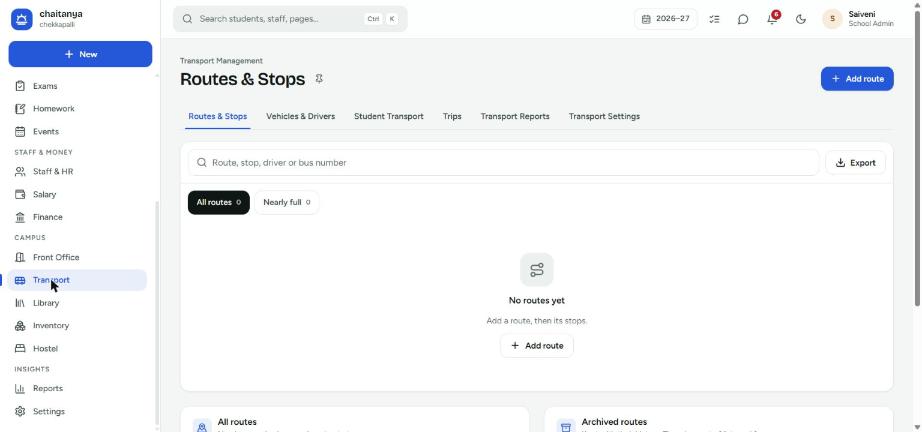 chaitanya
chekkapalli
Search students, staff, pages...
Ctrl K
2026–27
6
S
Saiveni
School Admin
New
Exams
Homework
Events
STAFF & MONEY
Staff & HR
Salary
Finance
CAMPUS
Front Office
Transport
Library
Inventory
Hostel
INSIGHTS
Reports
Settings
Transport Management
Routes & Stops
Add route
Routes & Stops Vehicles & Drivers Student Transport Trips Transport Reports Transport Settings
Route, stop, driver or bus number
Export
All routes 0 Nearly full 0
No routes yet
Add a route, then its stops.
Add route
All routes
Archived routes